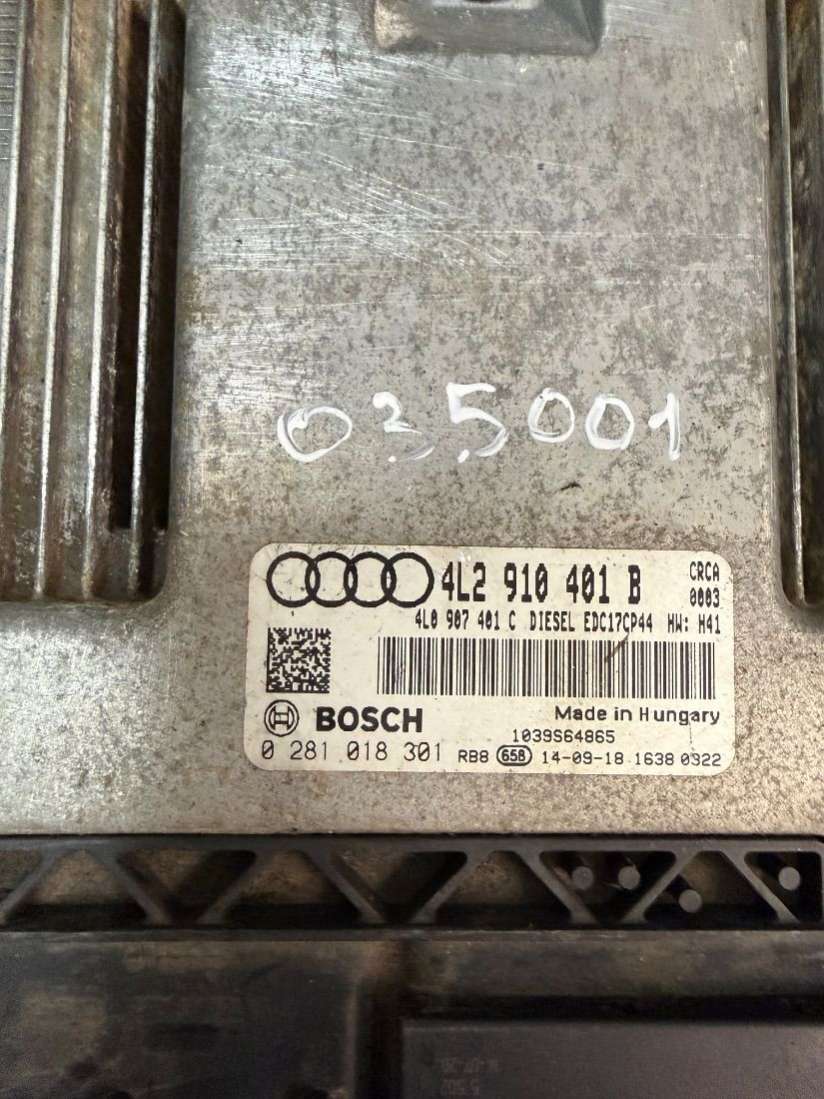 035001
4L2 910 401 B
CRCA
0003
4L0 907 401 C DIESEL EDC17CP44 HW: H41
BOSCH
Made in Hungary
1039S64865
0 281 018 301 RB8 658 14-09-18 1638 0322